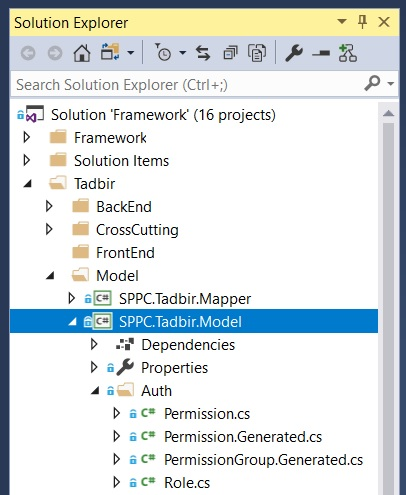 Solution Explorer
Search Solution Explorer (Ctrl+;)
Solution 'Framework' (16 projects)
Framework
Solution Items
Tadbir
BackEnd
CrossCutting
FrontEnd
Model
C# SPPC.Tadbir.Mapper
C# SPPC.Tadbir.Model
Dependencies
Properties
Auth
C# Permission.cs
C# Permission.Generated.cs
C# PermissionGroup.Generated.cs
C# Role.cs